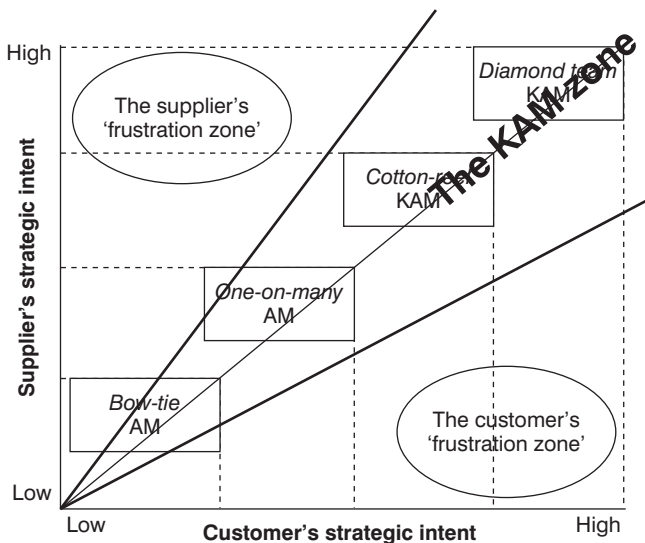 High
The supplier's
'frustration zone'
Diamond team
KAM
The KAM zone
Cotton-reel
KAM
One-on-many
AM
Bow-tie
AM
The customer's
'frustration zone'
Supplier's strategic intent
Low
Low
Customer's strategic intent
High